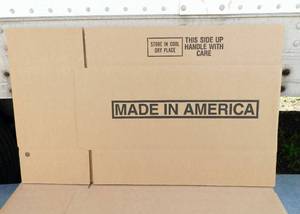 STORE IN COOL
DRY PLACE
THIS SIDE UP
HANDLE WITH
CARE
MADE IN AMERICA